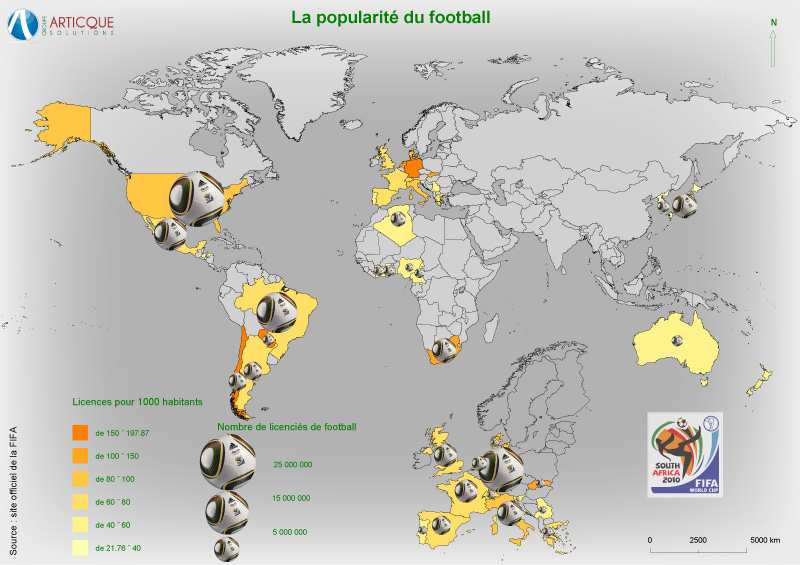 La popularité du football
GROUPE
ARTICQUE
SOLUTIONS
N
Licences pour 1000 habitants
de 150 ˜ 197.87
de 100 ˜ 150
de 80 ˜ 100
de 60 ˜ 80
de 40 ˜ 60
de 21.76 ˜ 40
Nombre de licenciés de football
25 000 000
15 000 000
5 000 000
Source : site officiel de la FIFA
SOUTH
AFRICA
2010
FIFA
WORLD CUP
0 2500 5000 km